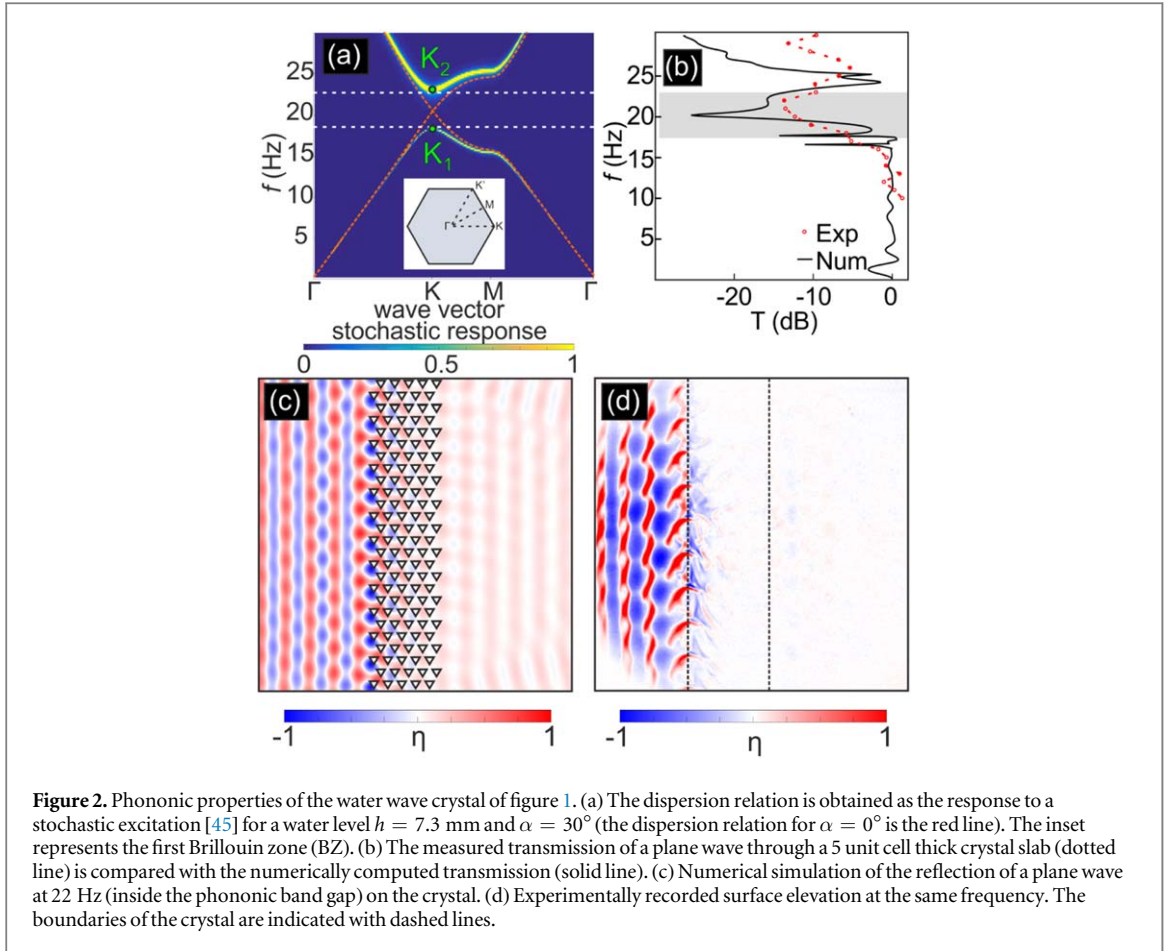 (a)
K₂
K₁
25
20
15
10
5
f (Hz)
K'
M
Γ
K
Γ K M Γ
wave vector
stochastic response
0 0.5 1
(b)
25
20
15
10
5
f (Hz)
Exp
Num
-20 -10 0
T (dB)
(c)
-1 η 1
(d)
-1 η 1
Figure 2. Phononic properties of the water wave crystal of figure 1. (a) The dispersion relation is obtained as the response to a
stochastic excitation [45] for a water level h = 7.3 mm and α = 30° (the dispersion relation for α = 0° is the red line). The inset
represents the first Brillouin zone (BZ). (b) The measured transmission of a plane wave through a 5 unit cell thick crystal slab (dotted
line) is compared with the numerically computed transmission (solid line). (c) Numerical simulation of the reflection of a plane wave
at 22 Hz (inside the phononic band gap) on the crystal. (d) Experimentally recorded surface elevation at the same frequency. The
boundaries of the crystal are indicated with dashed lines.